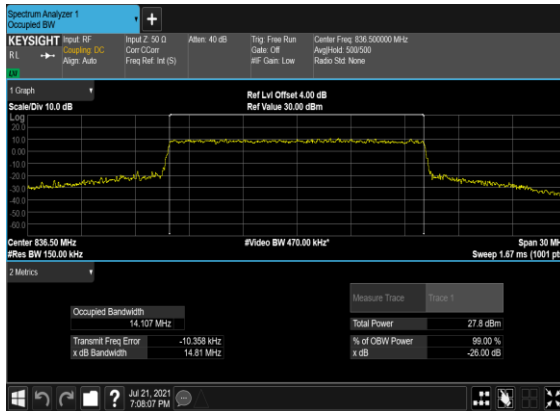 Spectrum Analyzer 1
Occupied BW
KEYSIGHT
Input: RF
Coupling: DC
Align: Auto
Input Z: 50 Ω
Corr CCorr
Freq Ref: Int (S)
Atten: 40 dB
Trig: Free Run
Gate: Off
#IF Gain: Low
Center Freq: 836.500000 MHz
Avg|Hold: 500/500
Radio Std: None
RL
1 Graph
Scale/Div 10.0 dB
Ref Lvl Offset 4.00 dB
Ref Value 30.00 dBm
Log
20.0
10.0
0.00
-10.0
-20.0
-30.0
-40.0
-50.0
-60.0
Center 836.50 MHz
#Video BW 470.00 kHz*
Span 30 MH
#Res BW 150.00 kHz
Sweep 1.67 ms (1001 pt
2 Metrics
Measure Trace
Trace 1
Occupied Bandwidth
14.107 MHz
Total Power
27.8 dBm
Transmit Freq Error
-10.358 kHz
% of OBW Power
99.00 %
x dB Bandwidth
14.81 MHz
x dB
-26.00 dB
Jul 21, 2021
7:08:07 PM